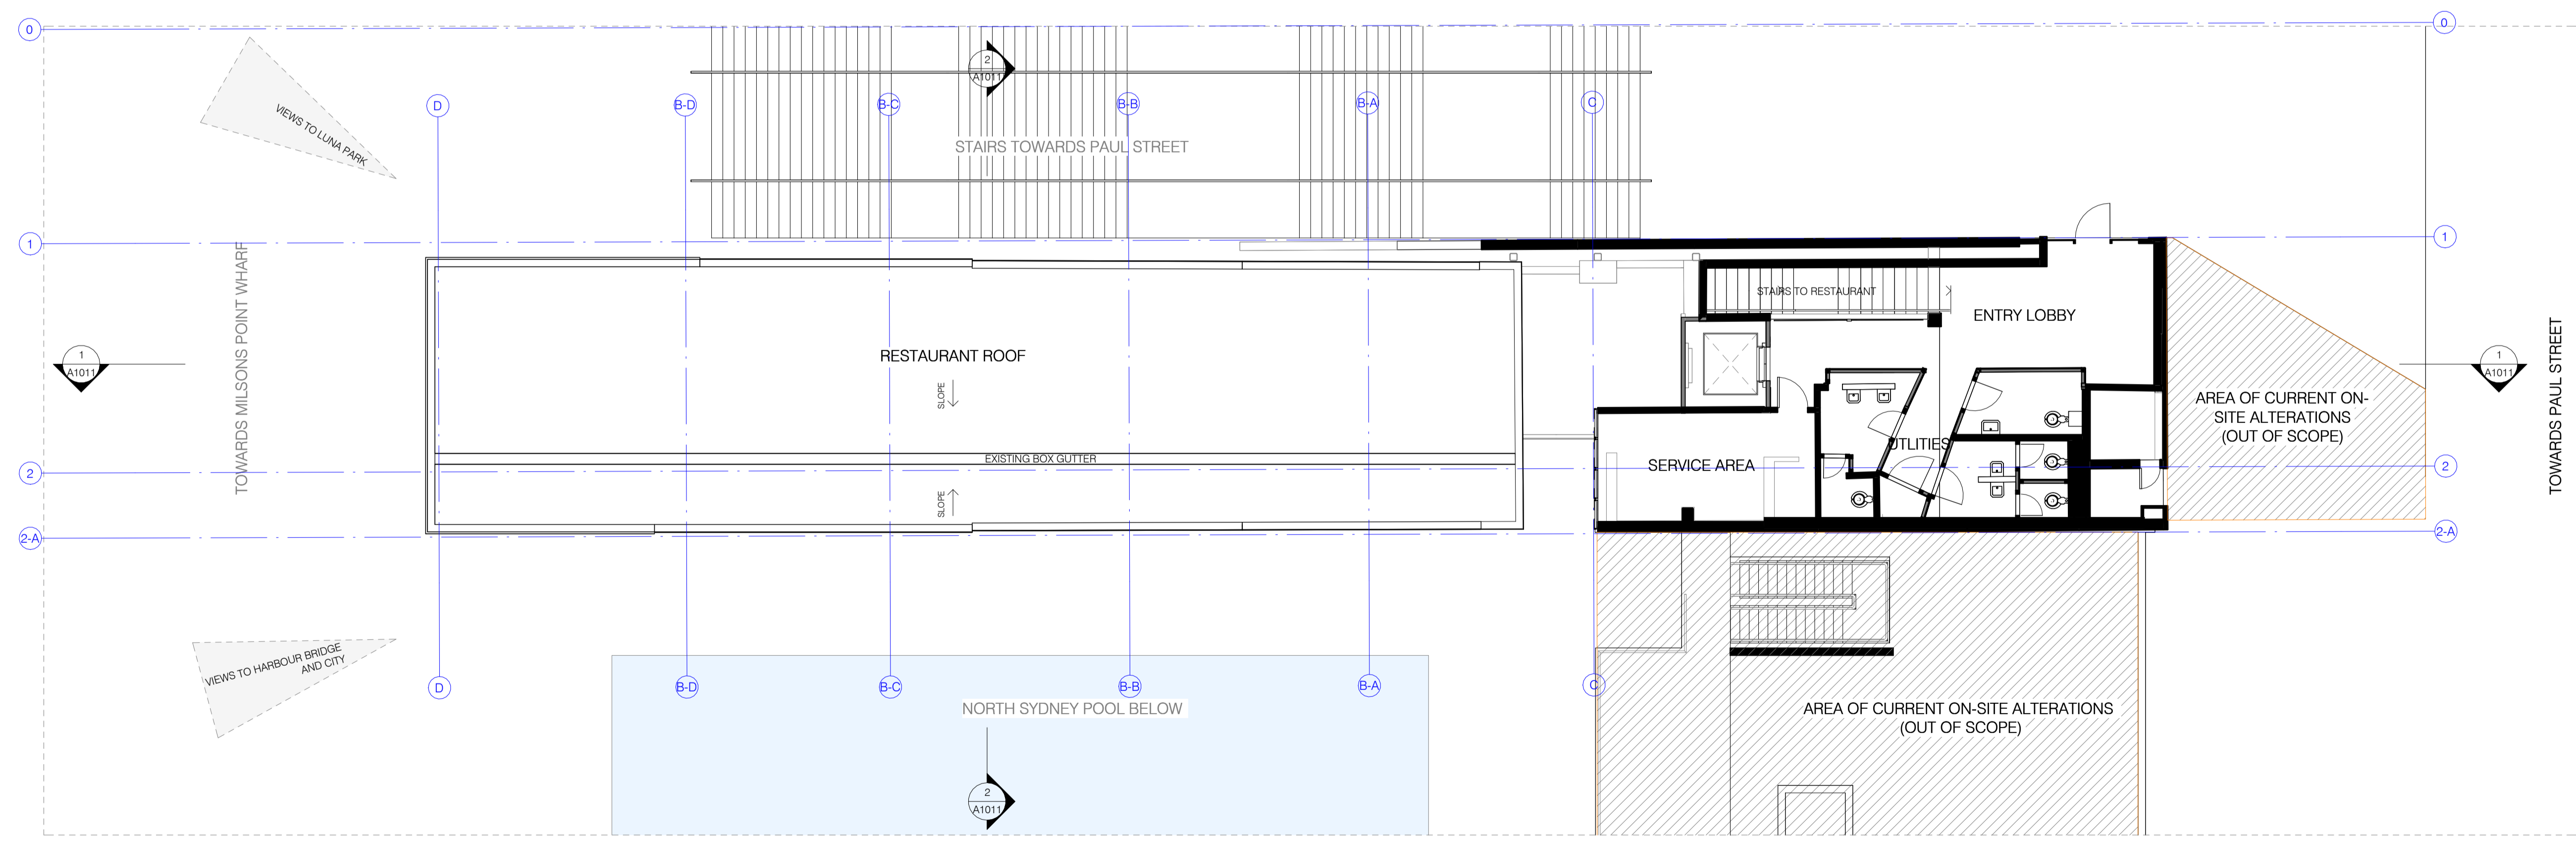 0
0
2
A1011
D
B-D
B-C
B-B
B-A
C
VIEWS TO LUNA PARK
STAIRS TOWARDS PAUL STREET
1
1
TOWARDS MILSONS POINT WHARF
STAIRS TO RESTAURANT
ENTRY LOBBY
RESTAURANT ROOF
SLOPE
1
A1011
1
A1011
TOWARDS PAUL STREET
AREA OF CURRENT ON-
SITE ALTERATIONS
(OUT OF SCOPE)
UTLITIES
EXISTING BOX GUTTER
SERVICE AREA
2
2
SLOPE
2-A
2-A
VIEWS TO HARBOUR BRIDGE
AND CITY
D
B-D
B-C
B-B
B-A
C
NORTH SYDNEY POOL BELOW
AREA OF CURRENT ON-SITE ALTERATIONS
(OUT OF SCOPE)
2
A1011